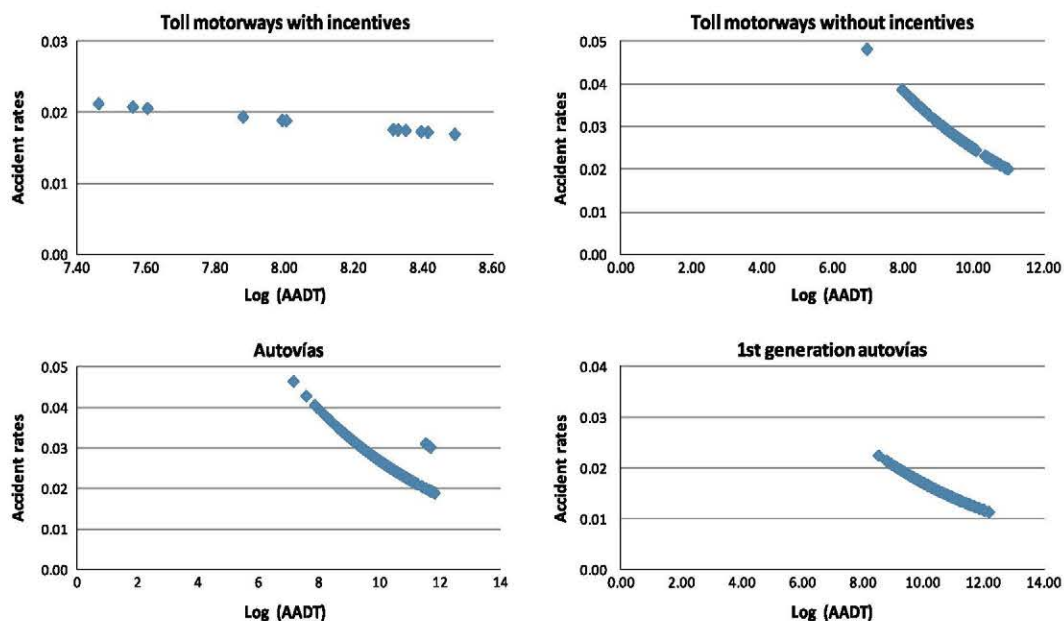 Toll motorways with incentives
0.03
0.02
0.01
0.00
Accident rates
7.40 7.60 7.80 8.00 8.20 8.40 8.60
Log (AADT)
Toll motorways without incentives
0.05
0.04
0.03
0.02
0.01
0.00
Accident rates
0.00 2.00 4.00 6.00 8.00 10.00 12.00
Log (AADT)
Autovías
0.05
0.04
0.03
0.02
0.01
0.00
Accident rates
0 2 4 6 8 10 12 14
Log (AADT)
1st generation autovías
0.04
0.03
0.02
0.01
0.00
Accident rates
0.00 2.00 4.00 6.00 8.00 10.00 12.00 14.00
Log (AADT)